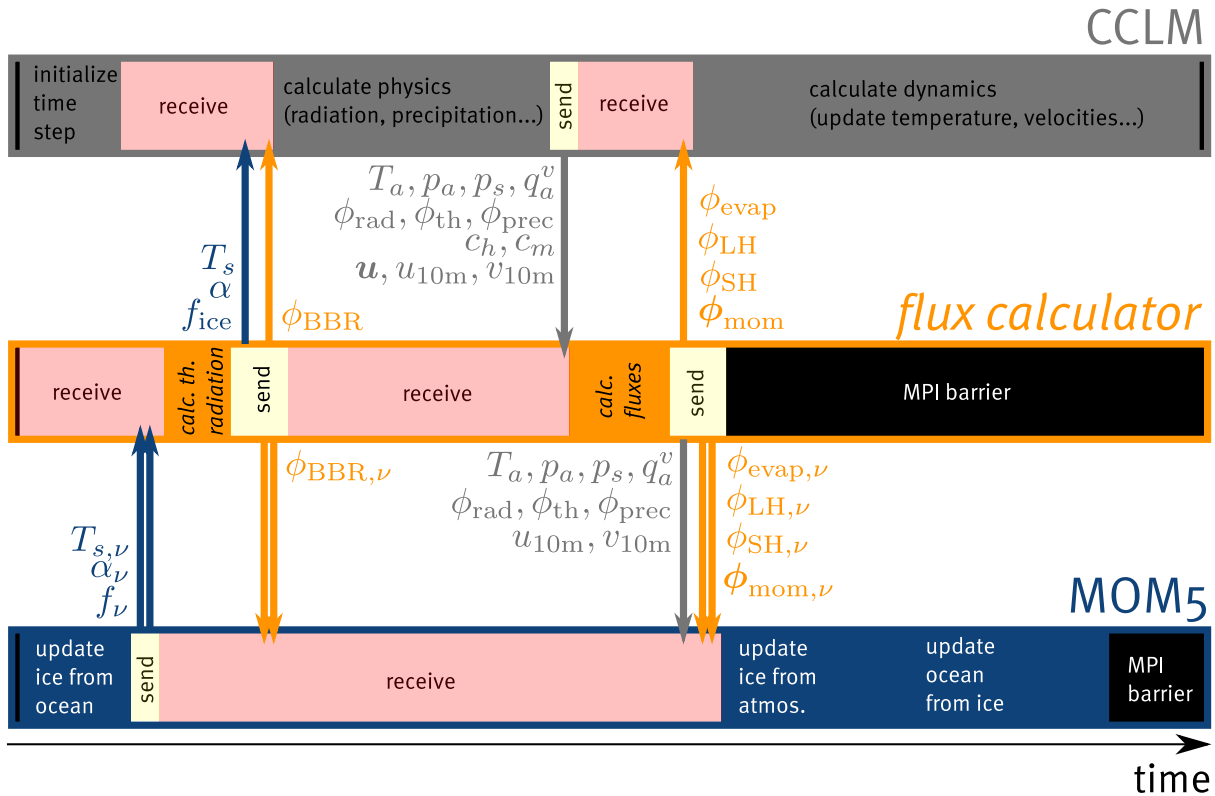 CCLM
initialize
time
step
receive
calculate physics
(radiation, precipitation...)
send
receive
calculate dynamics
(update temperature, velocities...)
T_a, p_a, p_s, q_a^v
ϕ_rad, ϕ_th, ϕ_prec
c_h, c_m
u, u_10m, v_10m
T_s
α
f_ice
ϕ_BBR
ϕ_evap
ϕ_LH
ϕ_SH
ϕ_mom
flux calculator
receive
calc. th.
radiation
send
receive
calc.
fluxes
send
MPI barrier
T_s,ν
α_ν
f_ν
ϕ_BBR,ν
T_a, p_a, p_s, q_a^v
ϕ_rad, ϕ_th, ϕ_prec
u_10m, v_10m
ϕ_evap,ν
ϕ_LH,ν
ϕ_SH,ν
ϕ_mom,ν
MOM5
update
ice from
ocean
send
receive
update
ice from
atmos.
update
ocean
from ice
MPI
barrier
time